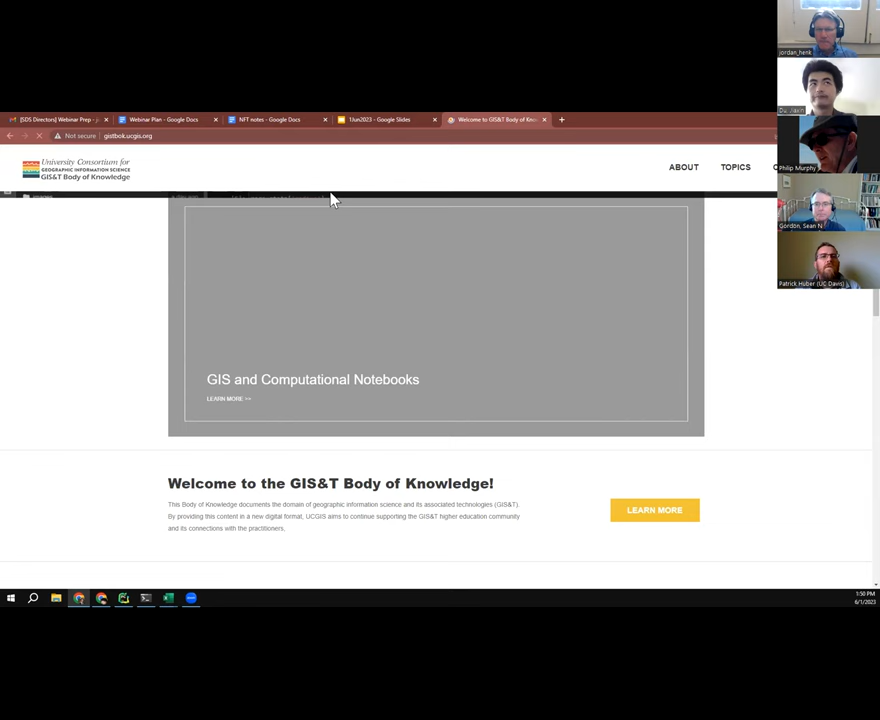 [SDS Directors] Webinar Prep - j
Webinar Plan - Google Docs
NFT notes - Google Docs
1Jun2023 - Google Slides
Welcome to GIS&T Body of Know
Not secure
gistbok.ucgis.org
University Consortium for
GEOGRAPHIC INFORMATION SCIENCE
GIS&T Body of Knowledge
ABOUT
TOPICS
jordan_henk
Du, Jiaxin
Philip Murphy
Gordon, Sean N
Patrick Huber (UC Davis)
GIS and Computational Notebooks
LEARN MORE >>
Welcome to the GIS&T Body of Knowledge!
This Body of Knowledge documents the domain of geographic information science and its associated technologies (GIS&T).
By providing this content in a new digital format, UCGIS aims to continue supporting the GIS&T higher education community
and its connections with the practitioners.
LEARN MORE
1:50 PM
6/1/2023